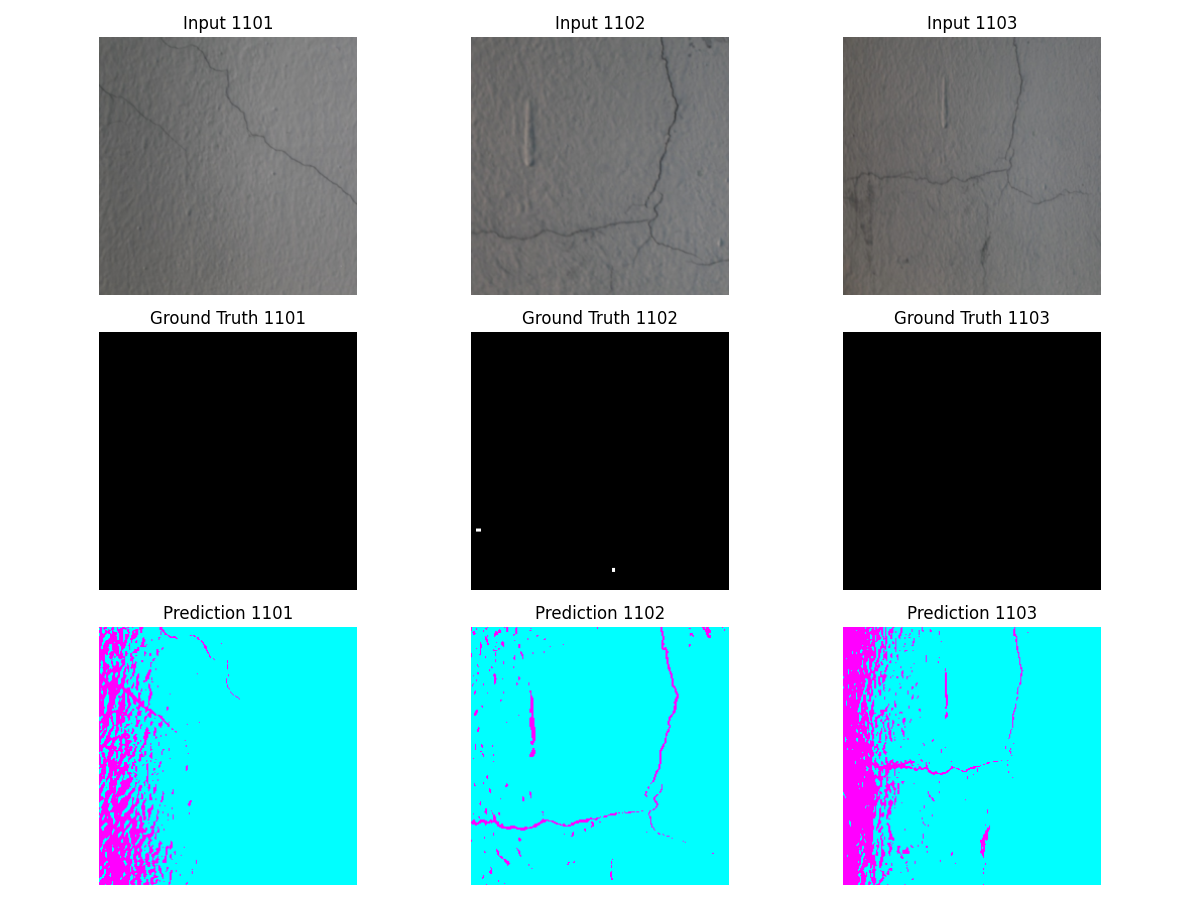 Input 1101
Input 1102
Input 1103
Ground Truth 1101
Ground Truth 1102
Ground Truth 1103
Prediction 1101
Prediction 1102
Prediction 1103